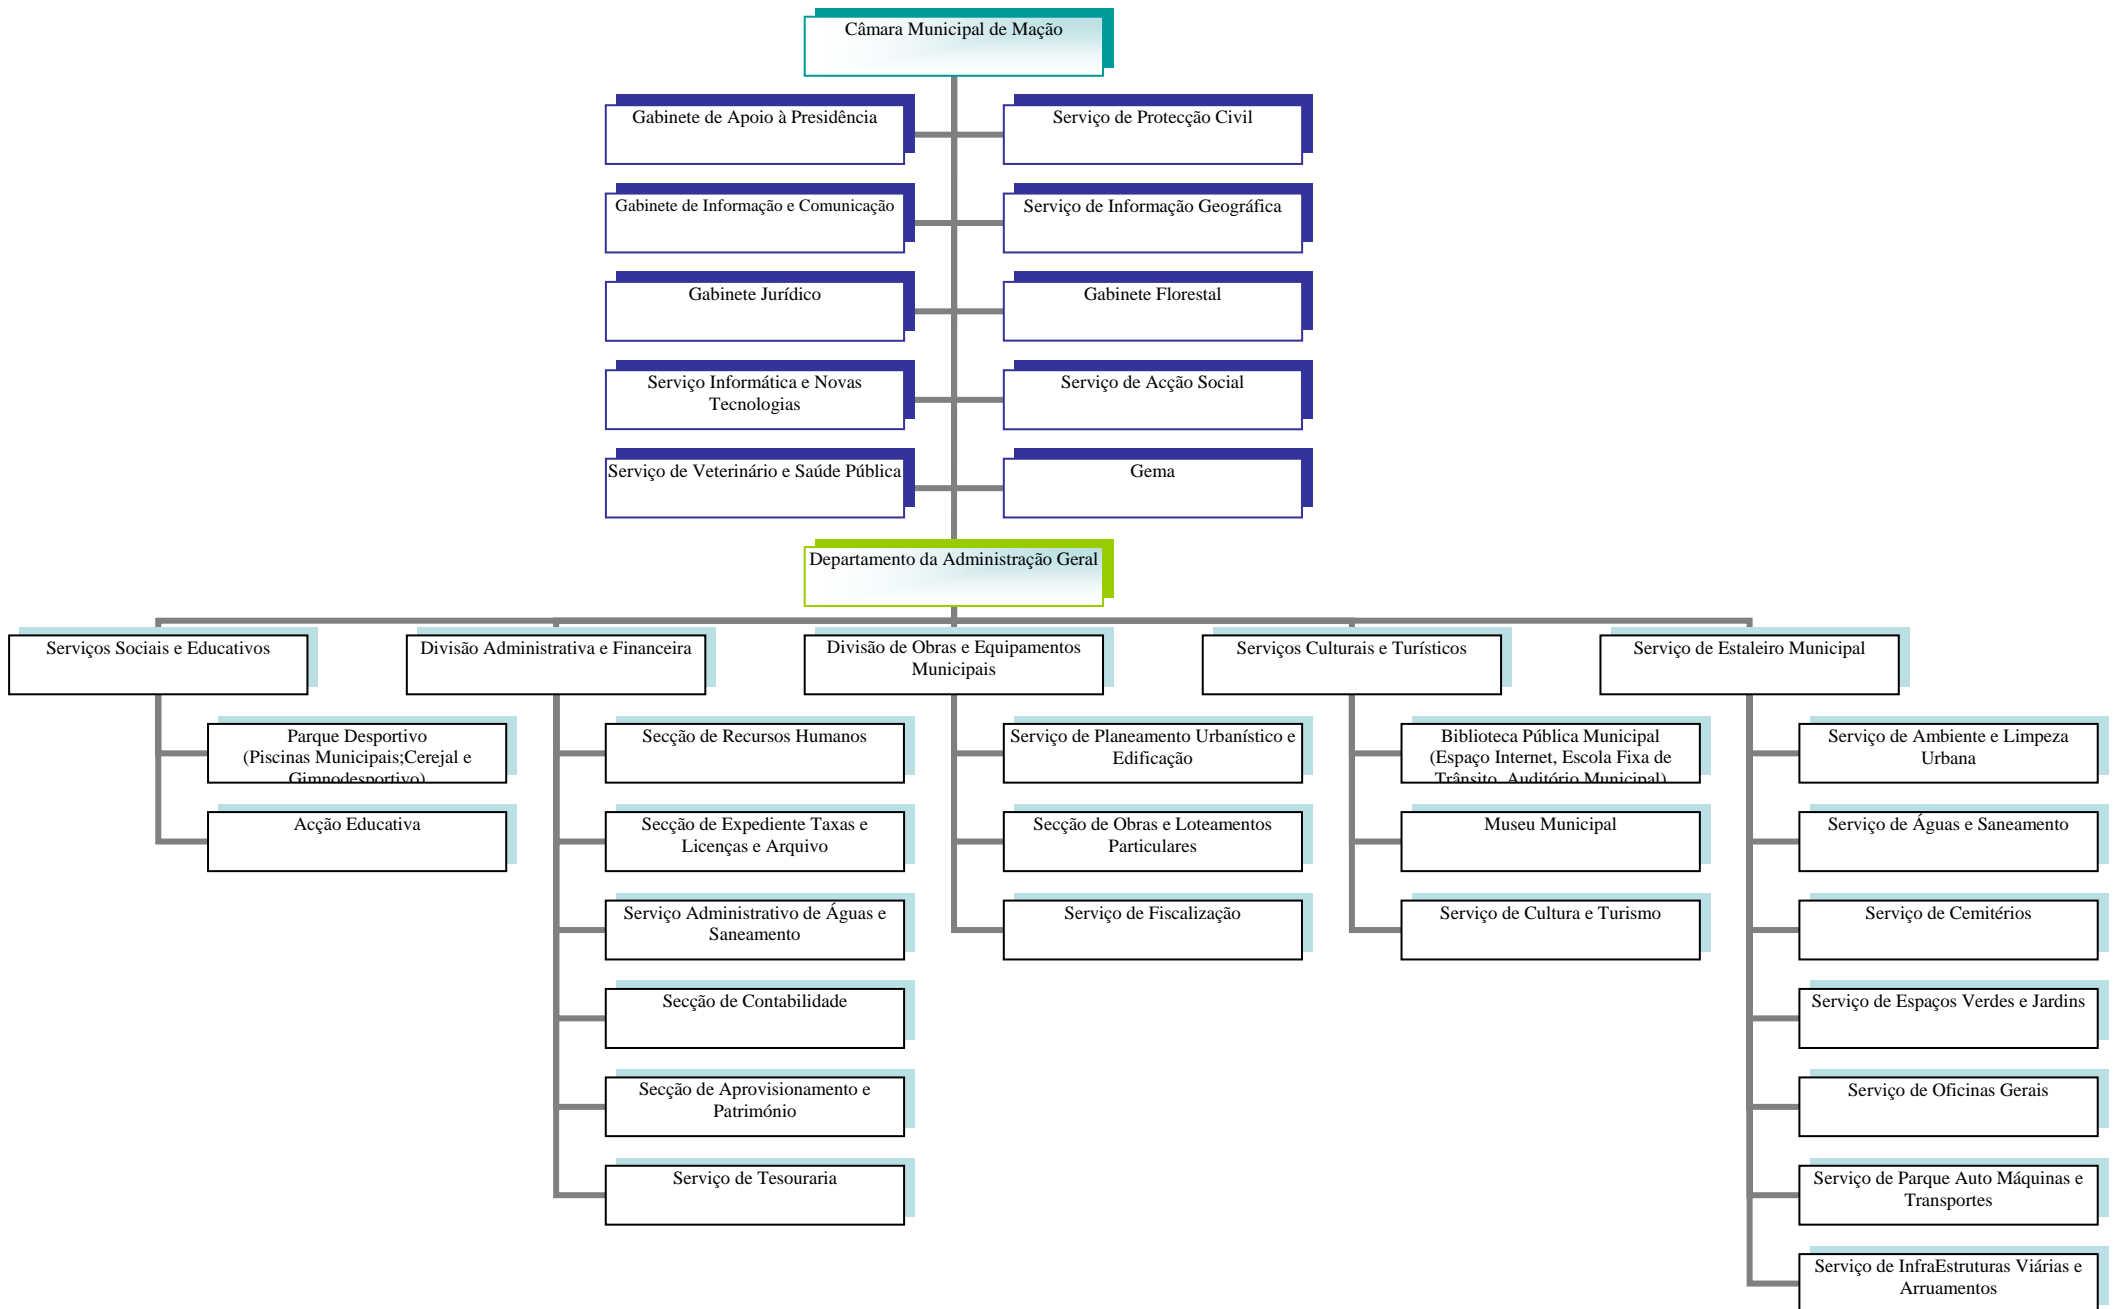 Câmara Municipal de Mação
Gabinete de Apoio à Presidência
Serviço de Protecção Civil
Gabinete de Informação e Comunicação
Serviço de Informação Geográfica
Gabinete Jurídico
Gabinete Florestal
Serviço Informática e Novas
Tecnologias
Serviço de Acção Social
Serviço de Veterinário e Saúde Pública
Gema
Departamento da Administração Geral
Serviços Sociais e Educativos
Divisão Administrativa e Financeira
Divisão de Obras e Equipamentos
Municipais
Serviços Culturais e Turísticos
Serviço de Estaleiro Municipal
Parque Desportivo
(Piscinas Municipais;Cerejal e
Gimnodesportivo)
Acção Educativa
Secção de Recursos Humanos
Secção de Expediente Taxas e
Licenças e Arquivo
Serviço Administrativo de Águas e
Saneamento
Secção de Contabilidade
Secção de Aprovisionamento e
Património
Serviço de Tesouraria
Serviço de Planeamento Urbanístico e
Edificação
Secção de Obras e Loteamentos
Particulares
Serviço de Fiscalização
Biblioteca Pública Municipal
(Espaço Internet, Escola Fixa de
Trânsito, Auditório Municipal)
Museu Municipal
Serviço de Cultura e Turismo
Serviço de Ambiente e Limpeza
Urbana
Serviço de Águas e Saneamento
Serviço de Cemitérios
Serviço de Espaços Verdes e Jardins
Serviço de Oficinas Gerais
Serviço de Parque Auto Máquinas e
Transportes
Serviço de InfraEstruturas Viárias e
Arruamentos